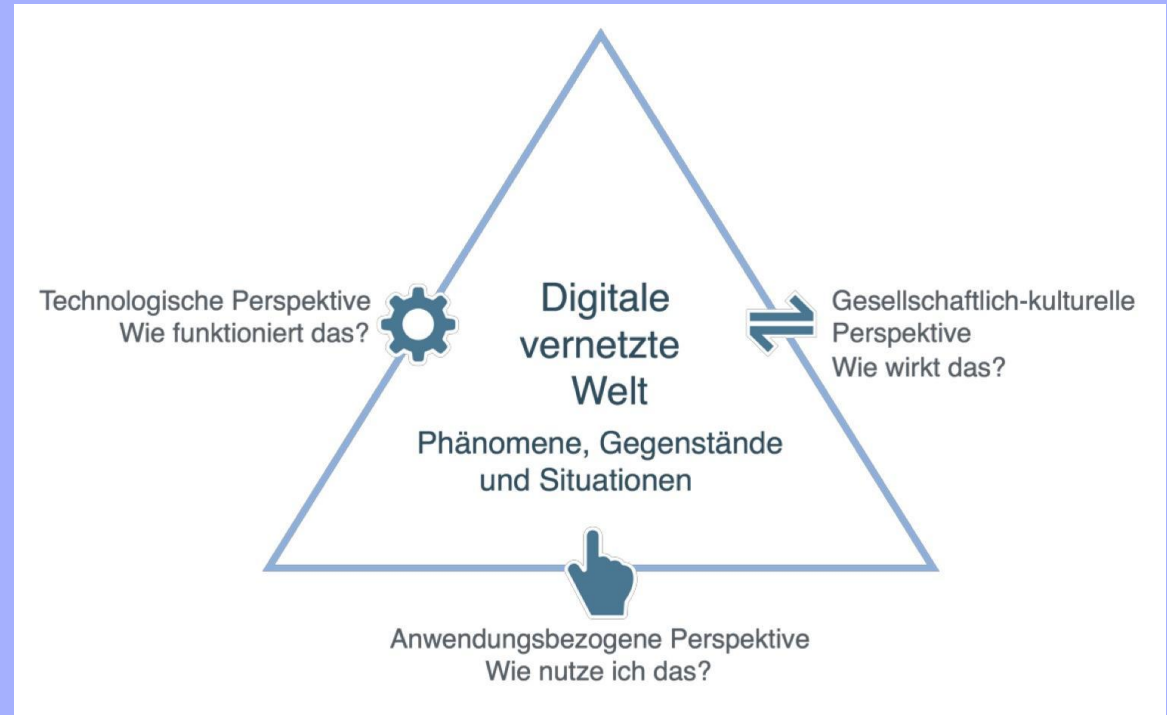 Technologische Perspektive
Wie funktioniert das?
Digitale
vernetzte
Welt
Phänomene, Gegenstände
und Situationen
Gesellschaftlich-kulturelle
Perspektive
Wie wirkt das?
Anwendungsbezogene Perspektive
Wie nutze ich das?